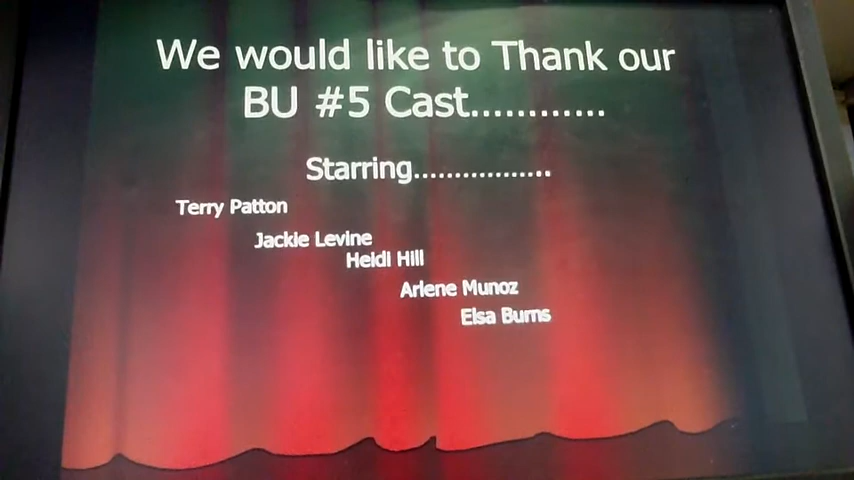 We would like to Thank our
BU #5 Cast............
Starring.................
Terry Patton
Jackie Levine
Heidi Hill
Arlene Munoz
Elsa Burns